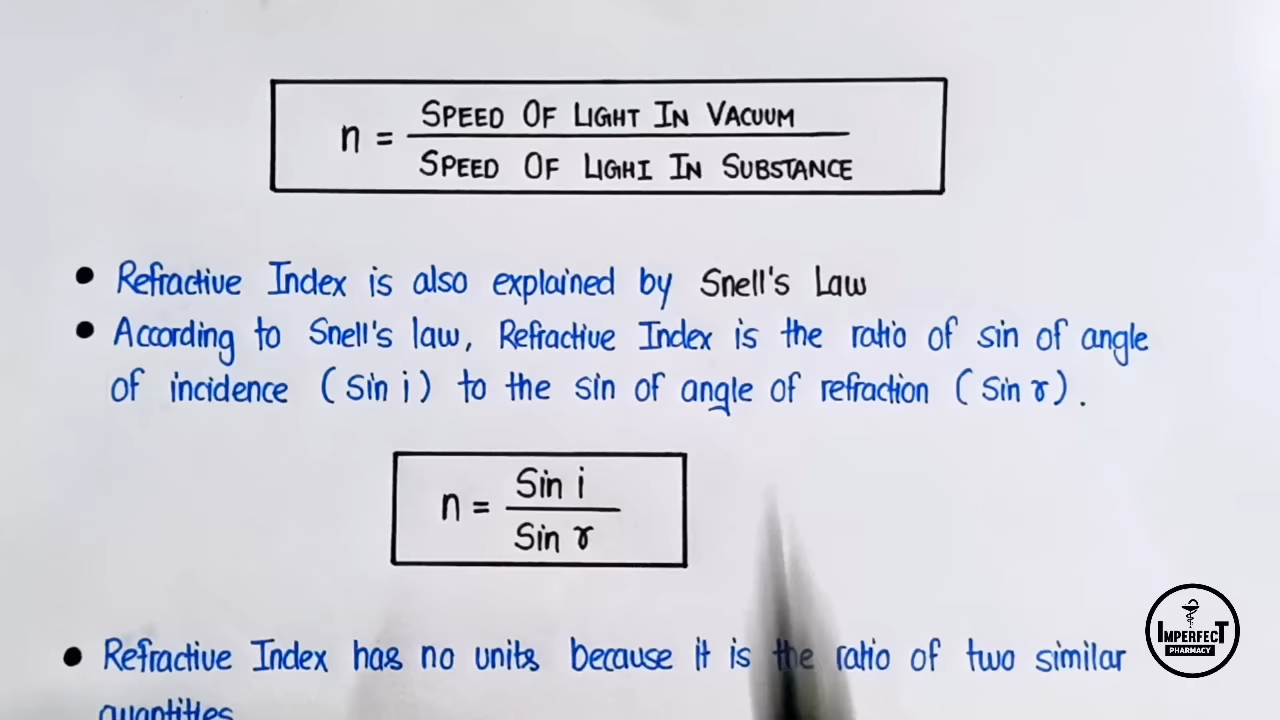 n = SPEED OF LIGHT IN VACUUM
SPEED OF LIGHI IN SUBSTANCE
• Refractive Index is also explained by Snell's Law
• According to Snell's law, Refractive Index is the ratio of sin of angle
of incidence (Sin i) to the sin of angle of refraction (Sin r).
n = Sin i
Sin r
• Refractive Index has no units because it is the ratio of two similar
quantities
IMPERFECT
PHARMACY